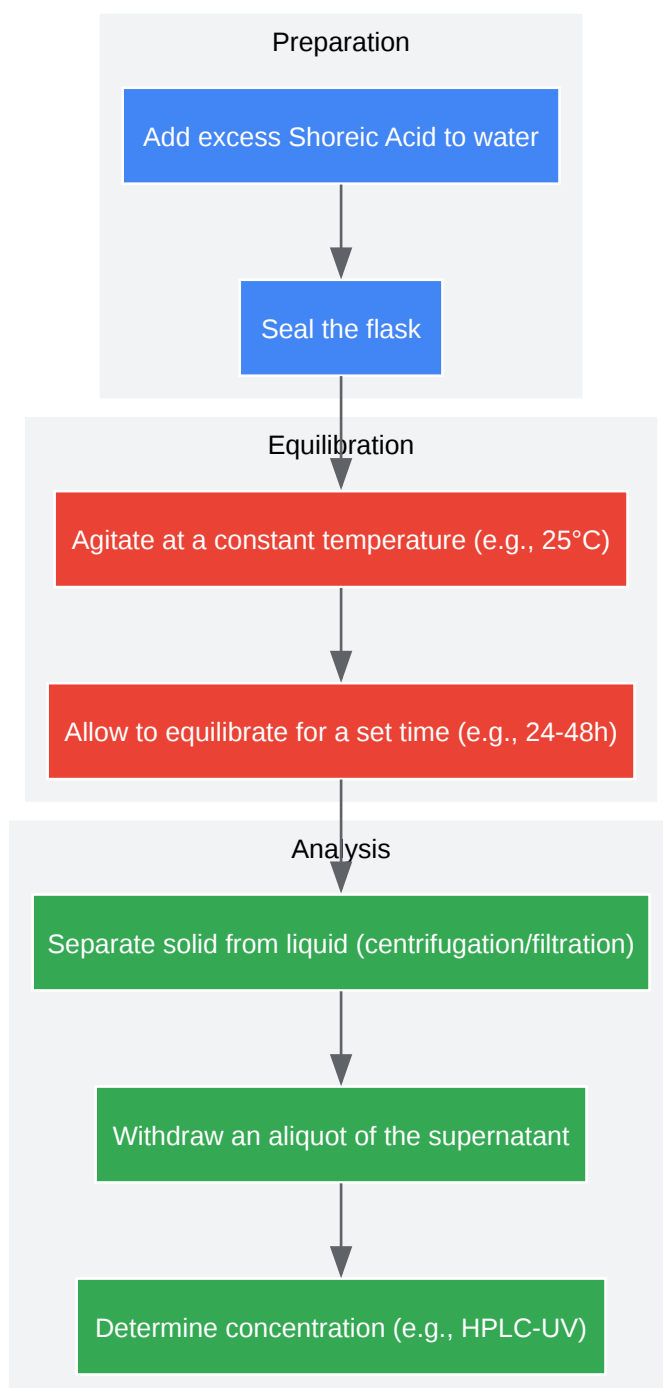 Preparation
Add excess Shoreic Acid to water
Seal the flask
Equilibration
Agitate at a constant temperature (e.g., 25°C)
Allow to equilibrate for a set time (e.g., 24-48h)
Analysis
Separate solid from liquid (centrifugation/filtration)
Withdraw an aliquot of the supernatant
Determine concentration (e.g., HPLC-UV)